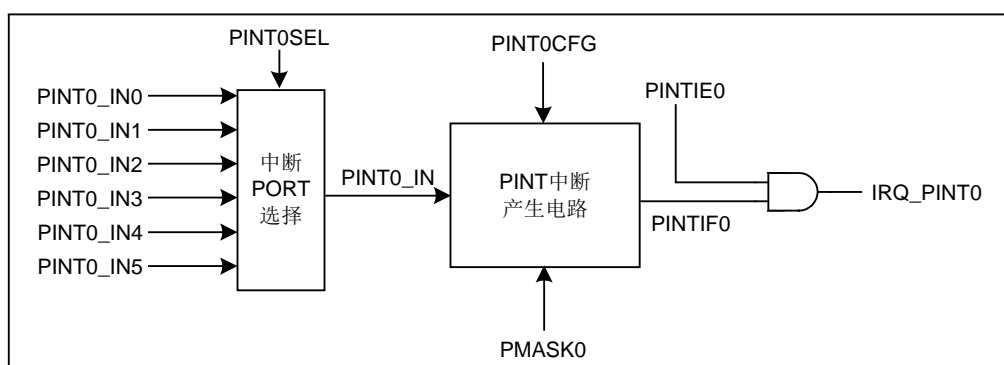 PINT0SEL
PINT0CFG
PINTIE0
PINT0_IN0
PINT0_IN1
PINT0_IN2
PINT0_IN3
PINT0_IN4
PINT0_IN5
中断
PORT
选择
PINT0_IN
PINT中断
产生电路
PINTIF0
IRQ_PINT0
PMASK0